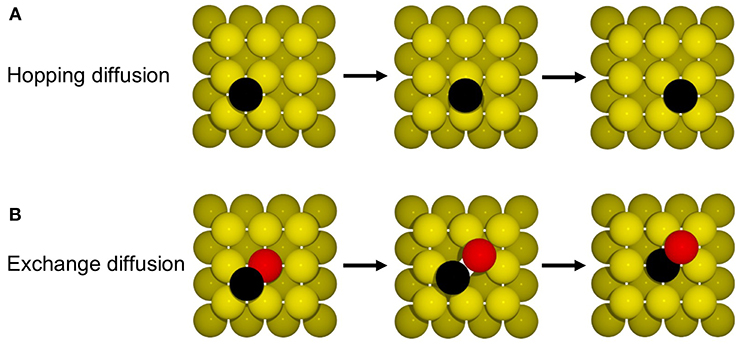 A
Hopping diffusion
B
Exchange diffusion